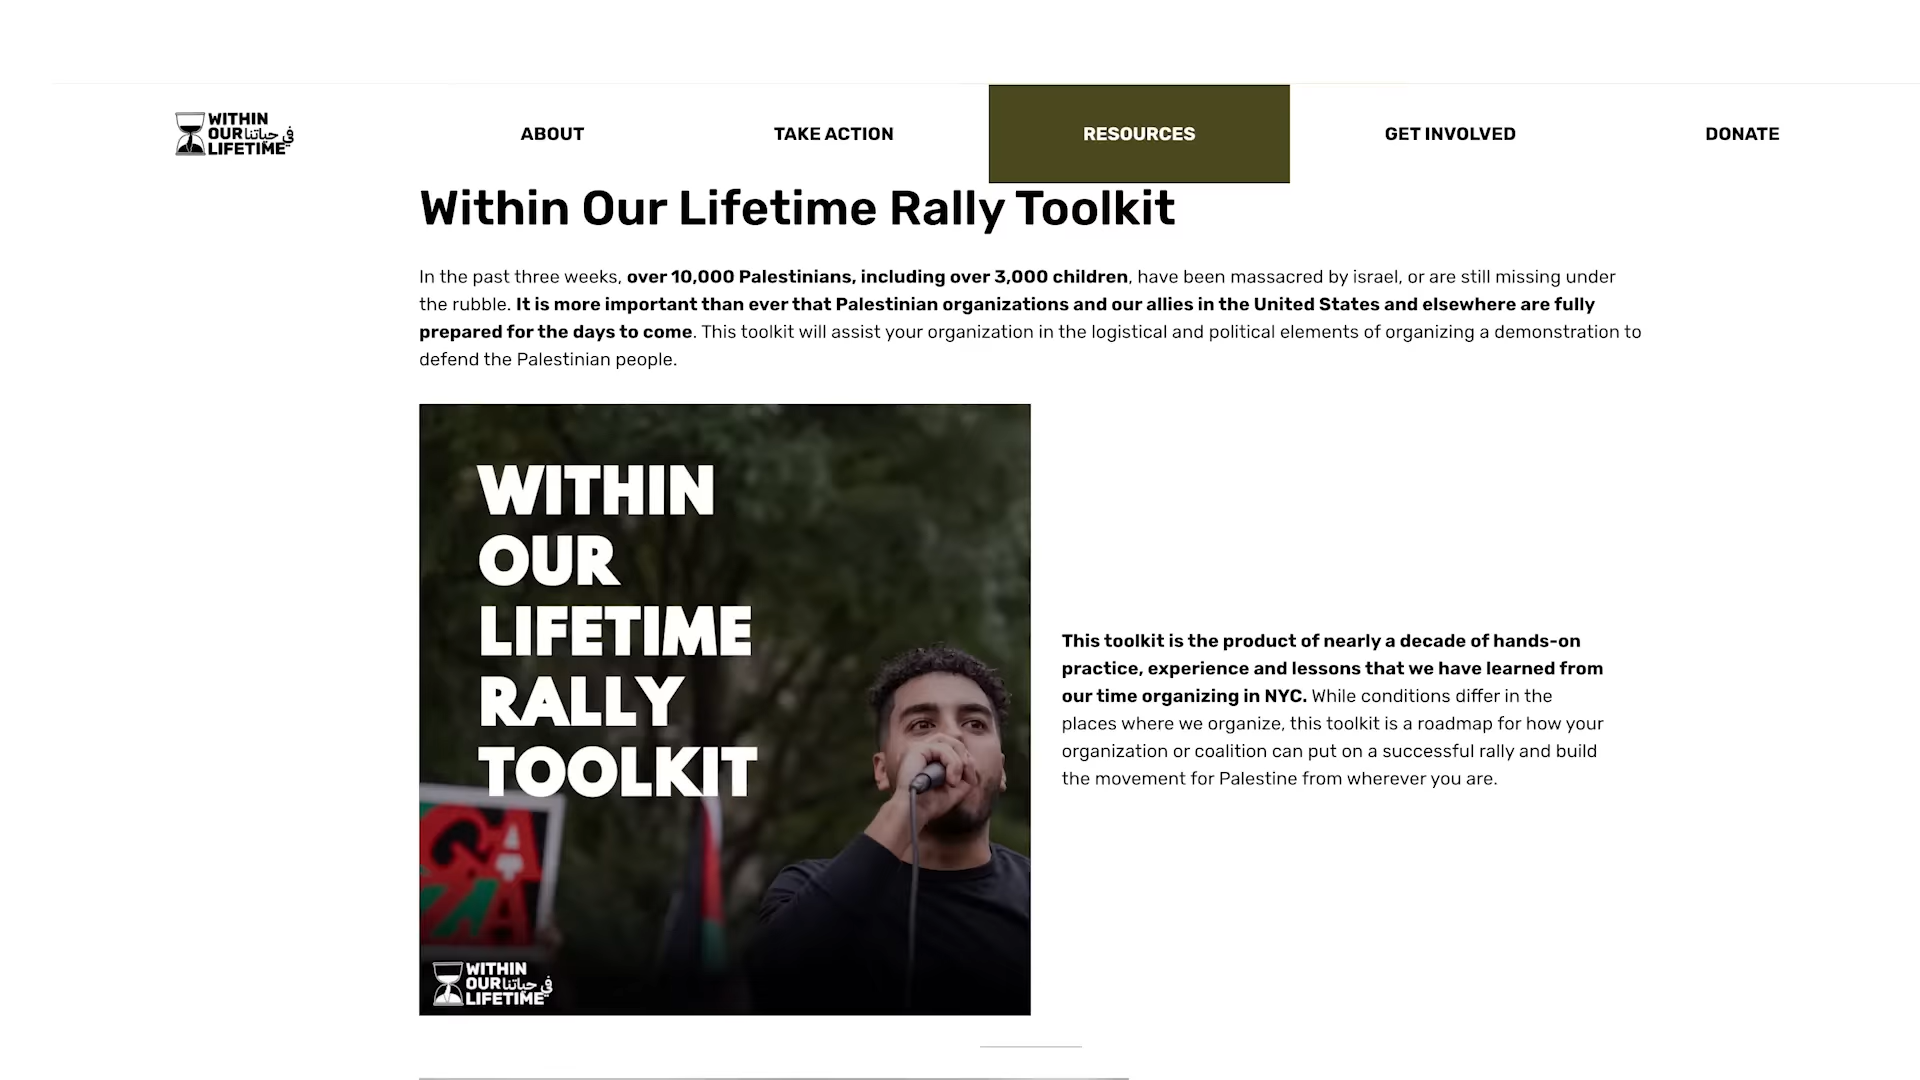 WITHIN
OUR في حياتنا
LIFETIME
ABOUT
TAKE ACTION
RESOURCES
GET INVOLVED
DONATE
Within Our Lifetime Rally Toolkit
In the past three weeks, over 10,000 Palestinians, including over 3,000 children, have been massacred by israel, or are still missing under
the rubble. It is more important than ever that Palestinian organizations and our allies in the United States and elsewhere are fully
prepared for the days to come. This toolkit will assist your organization in the logistical and political elements of organizing a demonstration to
defend the Palestinian people.
WITHIN
OUR
LIFETIME
RALLY
TOOLKIT
GA
ZA
WITHIN
OUR في حياتنا
LIFETIME
This toolkit is the product of nearly a decade of hands-on
practice, experience and lessons that we have learned from
our time organizing in NYC. While conditions differ in the
places where we organize, this toolkit is a roadmap for how your
organization or coalition can put on a successful rally and build
the movement for Palestine from wherever you are.